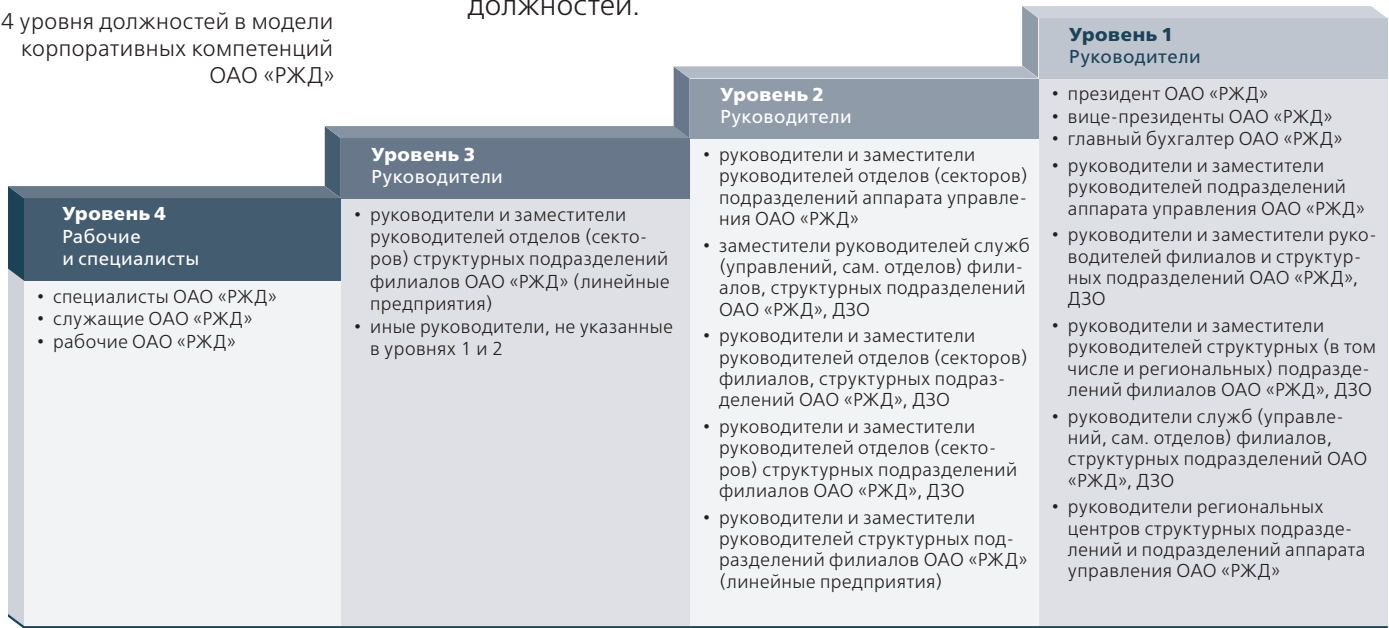 должностей.
4 уровня должностей в модели
корпоративных компетенций
ОАО «РЖД»
Уровень 4
Рабочие
и специалисты
• специалисты ОАО «РЖД»
• служащие ОАО «РЖД»
• рабочие ОАО «РЖД»
Уровень 3
Руководители
• руководители и заместители
руководителей отделов (секто-
ров) структурных подразделений
филиалов ОАО «РЖД» (линейные
предприятия)
• иные руководители, не указанные
в уровнях 1 и 2
Уровень 2
Руководители
• руководители и заместители
руководителей отделов (секторов)
подразделений аппарата управле-
ния ОАО «РЖД»
• заместители руководителей служб
(управлений, сам. отделов) фили-
алов, структурных подразделений
ОАО «РЖД», ДЗО
• руководители и заместители
руководителей отделов (секторов)
филиалов, структурных подраз-
делений ОАО «РЖД», ДЗО
• руководители и заместители
руководителей отделов (секто-
ров) структурных подразделений
филиалов ОАО «РЖД», ДЗО
• руководители и заместители
руководителей структурных под-
разделений филиалов ОАО «РЖД»
(линейные предприятия)
Уровень 1
Руководители
• президент ОАО «РЖД»
• вице-президенты ОАО «РЖД»
• главный бухгалтер ОАО «РЖД»
• руководители и заместители
руководителей подразделений
аппарата управления ОАО «РЖД»
• руководители и заместители руко-
водителей филиалов и структур-
ных подразделений ОАО «РЖД»,
ДЗО
• руководители и заместители
руководителей структурных (в том
числе и региональных) подразде-
лений филиалов ОАО «РЖД», ДЗО
• руководители служб (управле-
ний, сам. отделов) филиалов,
структурных подразделений ОАО
«РЖД», ДЗО
• руководители региональных
центров структурных подразде-
лений и подразделений аппарата
управления ОАО «РЖД»